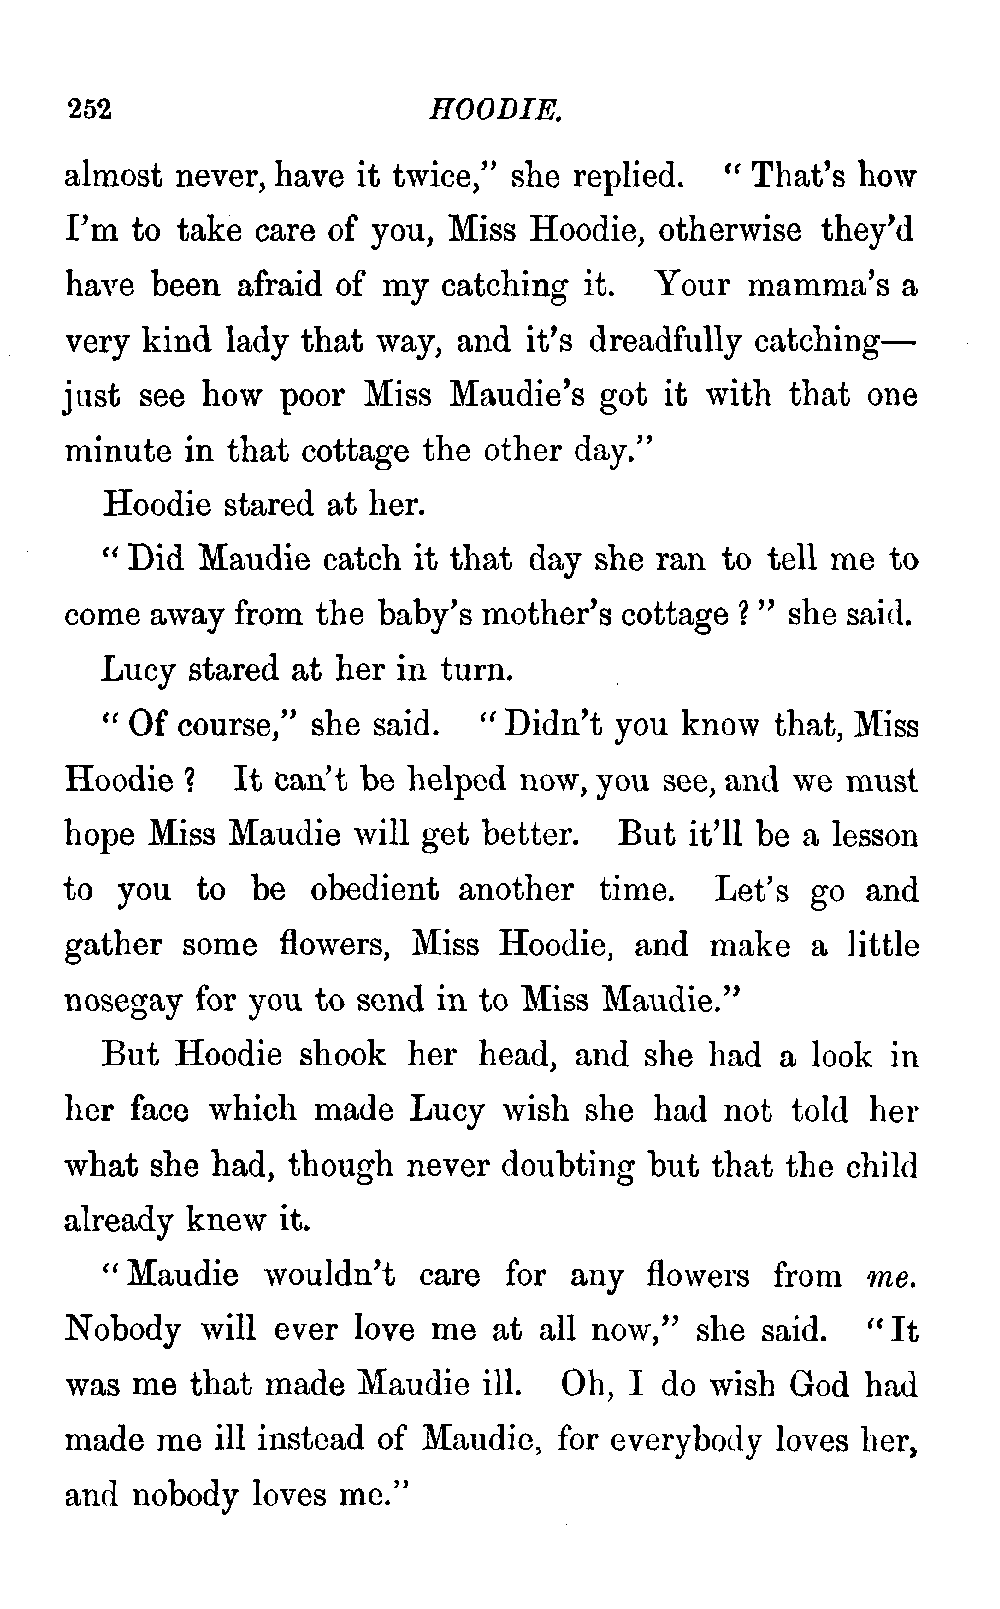 252 HOODIE.
almost never, have it twice," she replied. "That's how
I'm to take care of you, Miss Hoodie, otherwise they'd
have been afraid of my catching it. Your mamma's a
very kind lady that way, and it's dreadfully catching—
just see how poor Miss Maudie's got it with that one
minute in that cottage the other day."
Hoodie stared at her.
"Did Maudie catch it that day she ran to tell me to
come away from the baby's mother's cottage?" she said.
Lucy stared at her in turn.
"Of course," she said. "Didn't you know that, Miss
Hoodie? It can't be helped now, you see, and we must
hope Miss Maudie will get better. But it'll be a lesson
to you to be obedient another time. Let's go and
gather some flowers, Miss Hoodie, and make a little
nosegay for you to send in to Miss Maudie."
But Hoodie shook her head, and she had a look in
her face which made Lucy wish she had not told her
what she had, though never doubting but that the child
already knew it.
"Maudie wouldn't care for any flowers from me.
Nobody will ever love me at all now," she said. "It
was me that made Maudie ill. Oh, I do wish God had
made me ill instead of Maudie, for everybody loves her,
and nobody loves me."